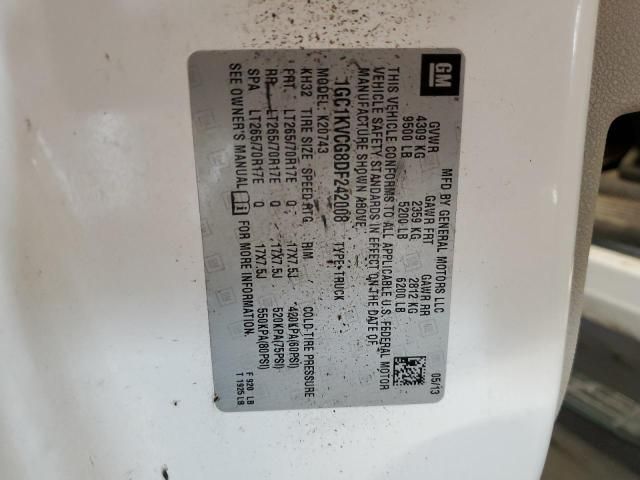 GM
MFD BY GENERAL MOTORS LLC 05/13
GVWR GAWR FRT GAWR RR
4309 KG 2359 KG 2812 KG
9500 LB 5200 LB 6200 LB
THIS VEHICLE CONFORMS TO ALL APPLICABLE U.S. FEDERAL MOTOR
VEHICLE SAFETY STANDARDS IN EFFECT ON THE DATE OF
MANUFACTURE SHOWN ABOVE.
1GC1KVCG8DF242008 TYPE: TRUCK
MODEL: K20743
KH32 TIRE SIZE SPEED RTG RIM COLD TIRE PRESSURE
FRT LT265/70R17E Q 17X7.5J 420KPA(60PSI)
RR LT265/70R17E Q 17X7.5J 520KPA(75PSI)
SPA LT265/70R17E Q 17X7.5J 550KPA(80PSI)
SEE OWNER'S MANUAL FOR MORE INFORMATION. F 920 LB
T 1925 LB